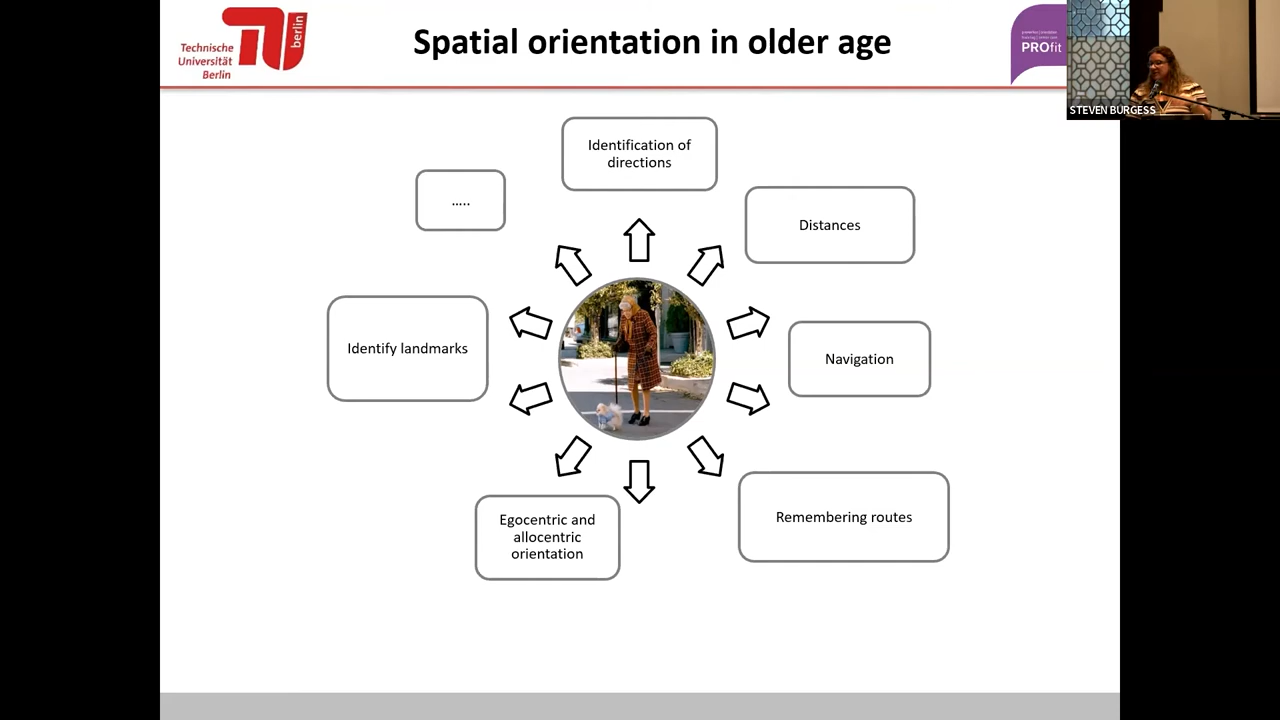 Technische
Universität
Berlin
berlin
Spatial orientation in older age
PROfit
STEVEN BURGESS
Identification of
directions
.....
Distances
Identify landmarks
Navigation
Egocentric and
allocentric
orientation
Remembering routes